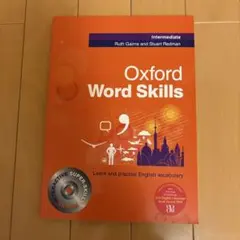 Intermediate
Ruth Gairns and Stuart Redman
Oxford
Word Skills
Learn and practise English vocabulary